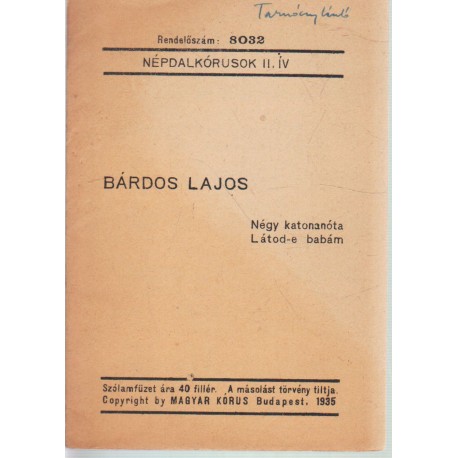 Rendelőszám: 8032
NÉPDALKÓRUSOK II. ÍV
BÁRDOS LAJOS
Négy katonanóta
Látod-e babám
Szólamfüzet ára 40 fillér. A másolást törvény tiltja.
Copyright by MAGYAR KÓRUS Budapest, 1935